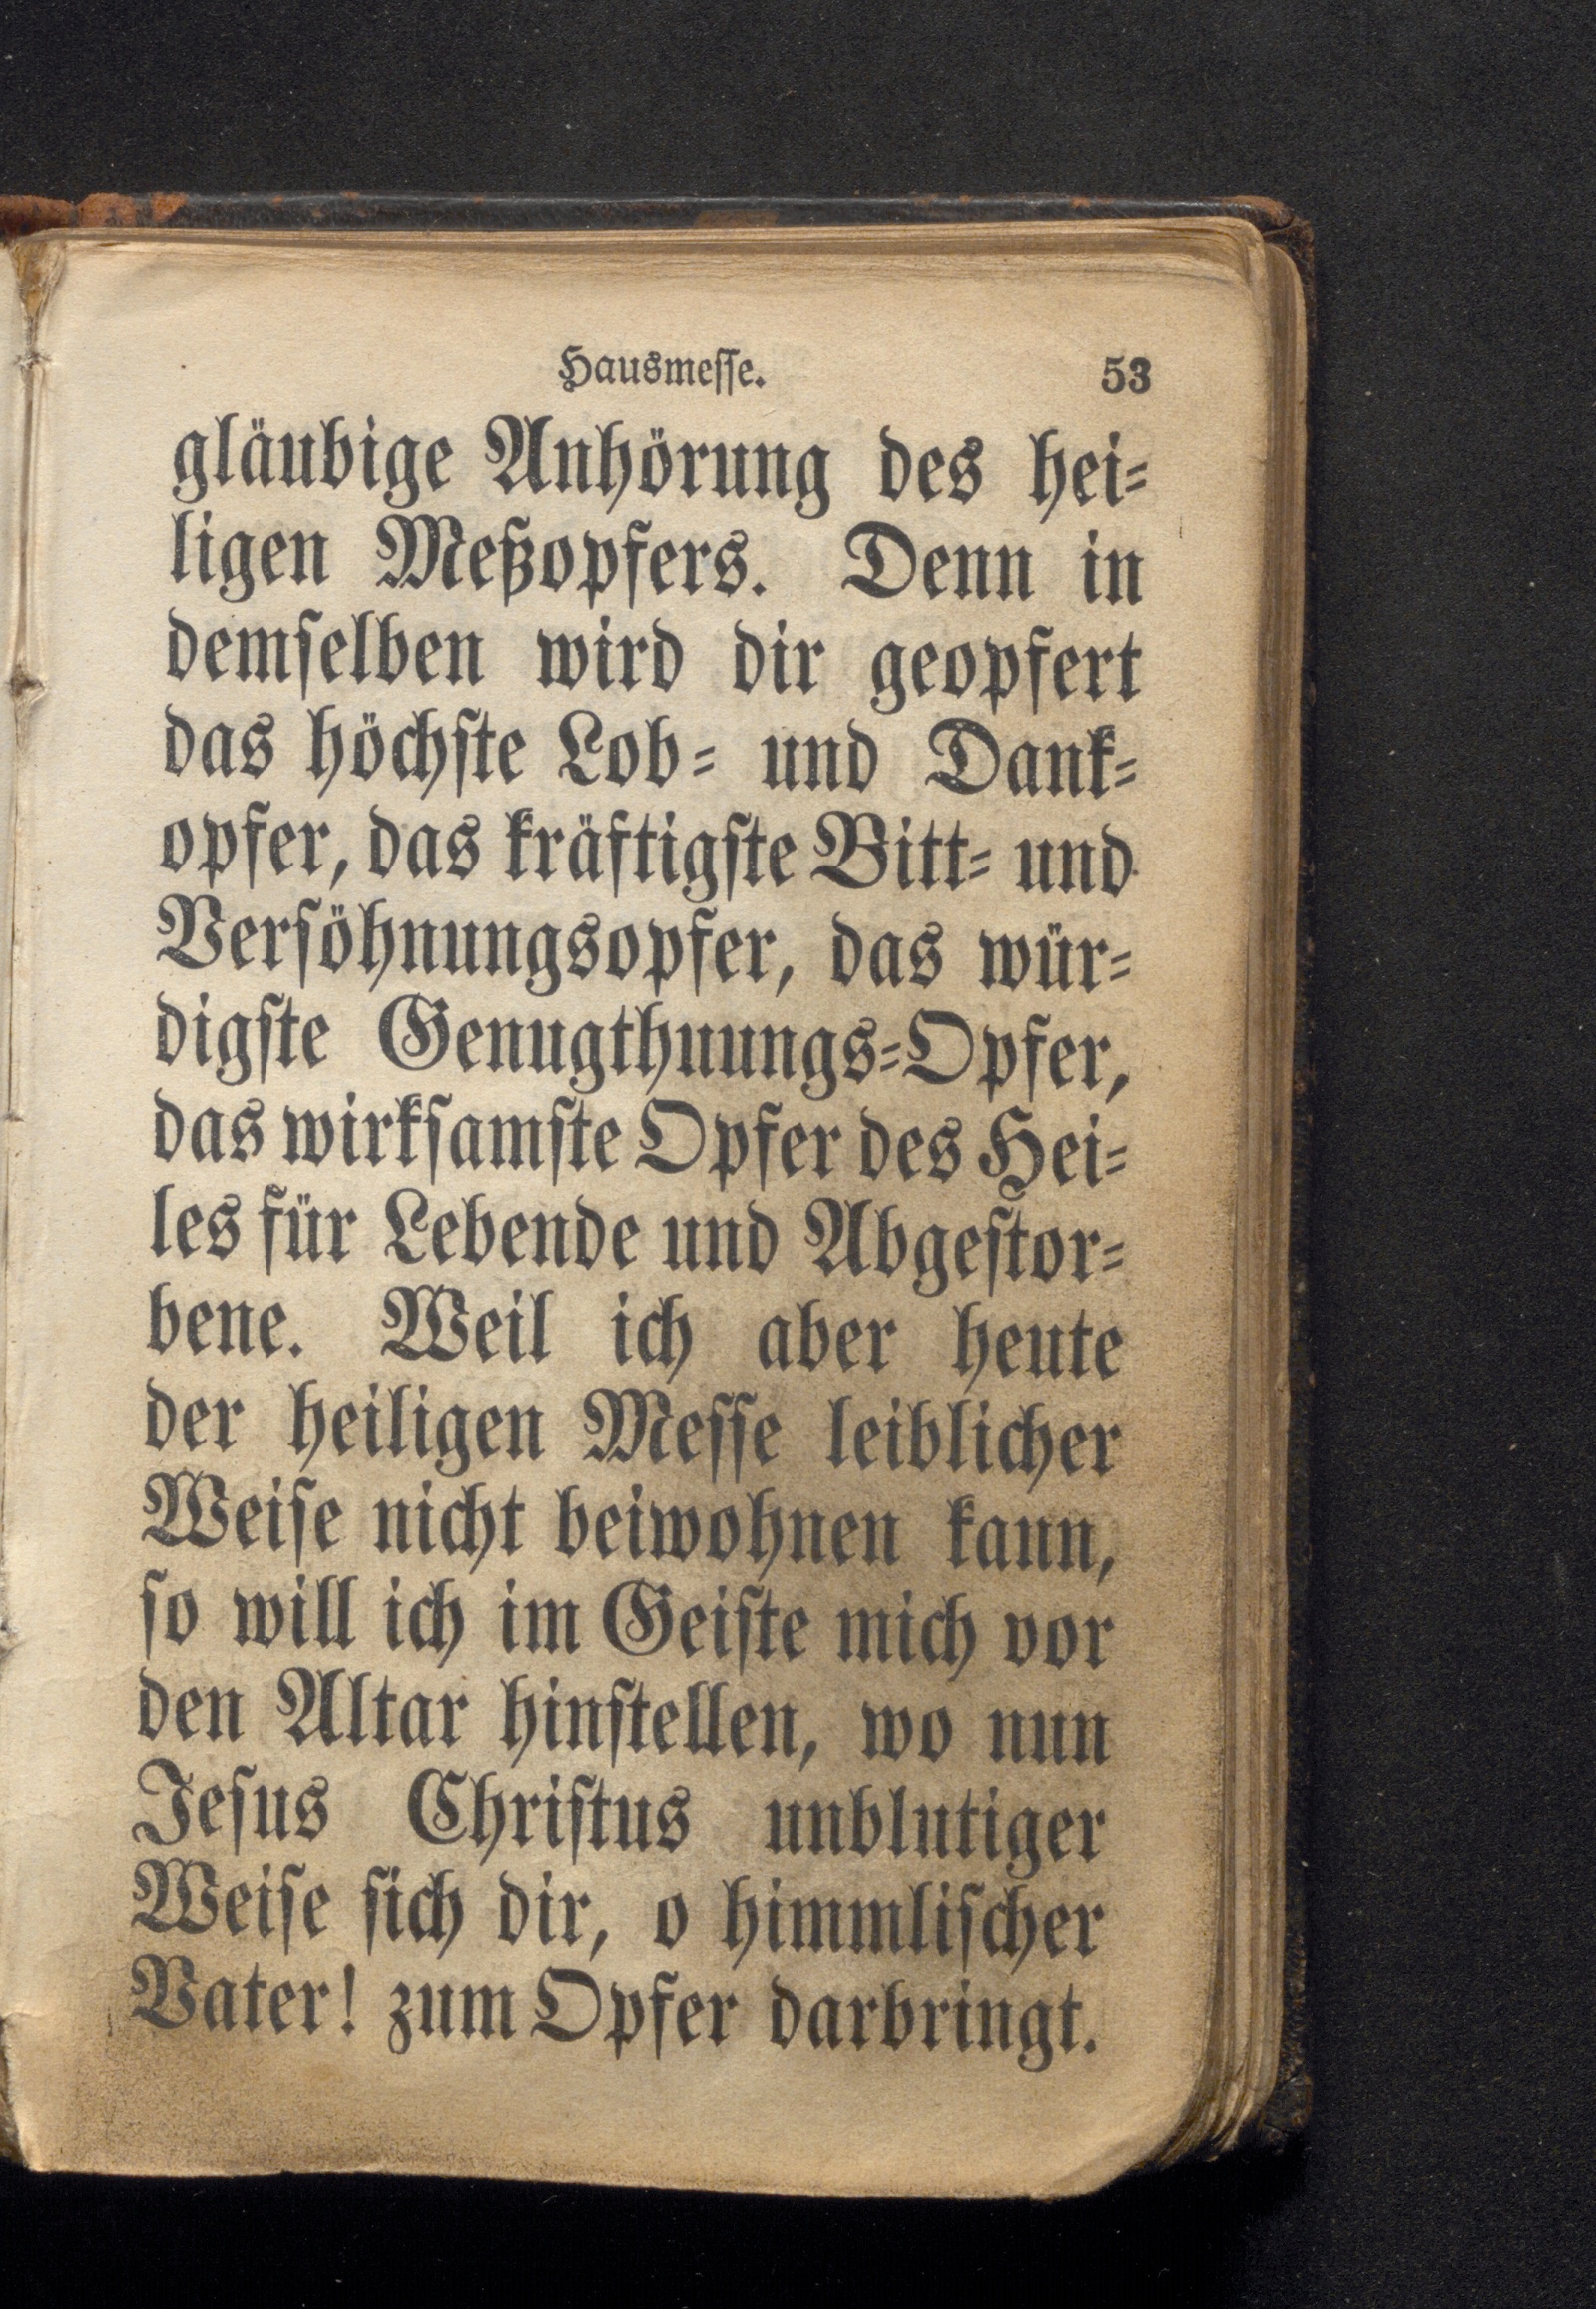 Hausmeſſe. 53
gläubige Anhörung des hei⸗
ligen Meßopfers. Denn in
demſelben wird dir geopfert
das höchſte Lob⸗ und Dank⸗
opfer, das kräftigſte Bitt⸗ und
Verſöhnungsopfer, das wür⸗
digſte Genugthuungs⸗Opfer,
das wirkſamſte Opfer des Hei⸗
les für Lebende und Abgeſtor⸗
bene. Weil ich aber heute
der heiligen Meſſe leiblicher
Weiſe nicht beiwohnen kann,
ſo will ich im Geiſte mich vor
den Altar hinſtellen, wo nun
Jeſus Chriſtus unblutiger
Weiſe ſich dir, o himmliſcher
Vater! zum Opfer darbringt.